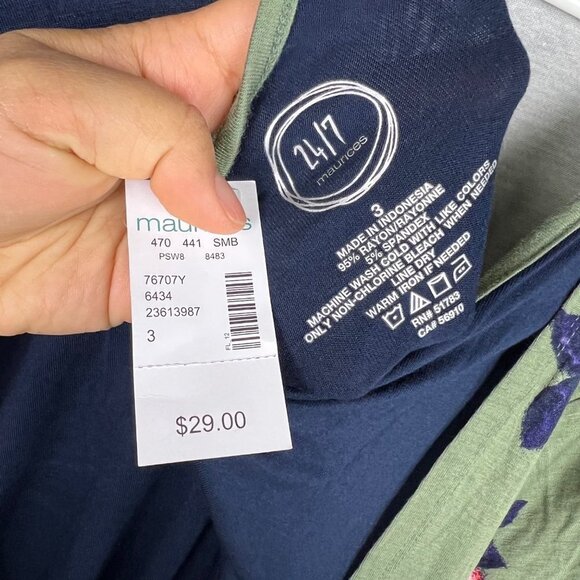 maurices
470 441 SMB
PSW8 8483
76707Y
6434
23613987
3
FL 12
$29.00
24/7
maurices
3
MADE IN INDONESIA
95% RAYON/RAYONNE
5% SPANDEX
MACHINE WASH COLD WITH LIKE COLORS
ONLY NON-CHLORINE BLEACH WHEN NEEDED
LINE DRY
WARM IRON IF NEEDED
RN# 51783
CA# 56910